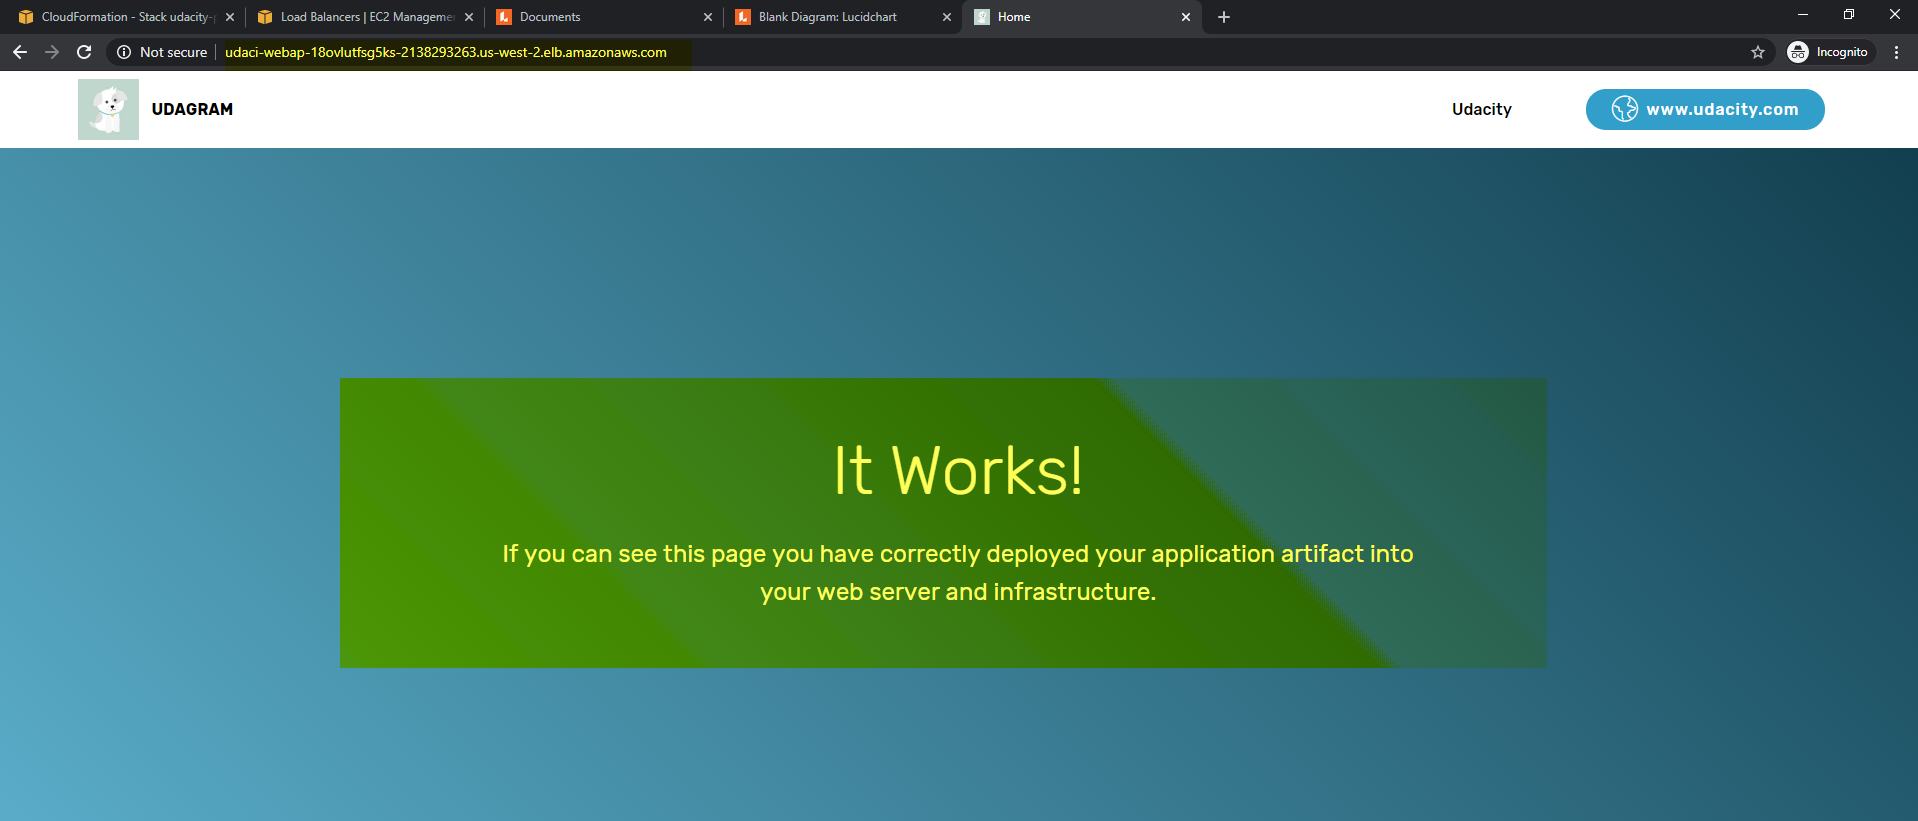 CloudFormation - Stack udacity-
Load Balancers | EC2 Manageme
Documents
Blank Diagram: Lucidchart
Home
Not secure
udaci-webap-18ovlutfsg5ks-2138293263.us-west-2.elb.amazonaws.com
Incognito
UDAGRAM
Udacity
www.udacity.com
It Works!
If you can see this page you have correctly deployed your application artifact into
your web server and infrastructure.